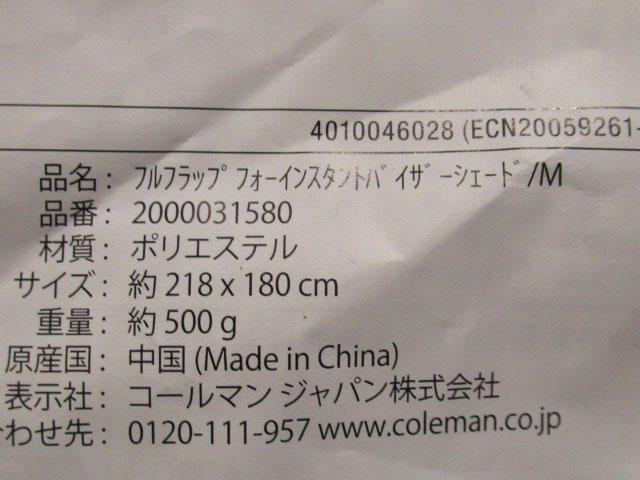 4010046028 (ECN20059261-
品名： ﾌﾙﾌﾗｯﾌﾟ ﾌｫｰｲﾝｽﾀﾝﾄﾊﾞｲｻﾞｰｼｪｰﾄﾞ/M
品番： 2000031580
材質： ポリエステル
サイズ： 約 218 x 180 cm
重量： 約 500 g
原産国： 中国 (Made in China)
表示社： コールマン ジャパン株式会社
合わせ先： 0120-111-957 www.coleman.co.jp